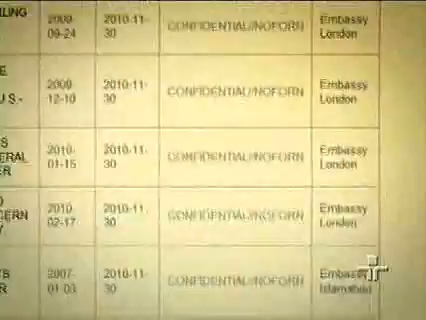 LING
2009-
09-24
2010-11-
30
CONFIDENTIAL//NOFORN
Embassy
London
E
U S.-
2009-
12-10
2010-11-
30
CONFIDENTIAL//NOFORN
Embassy
London
S
ERAL
ER
2010-
01-15
2010-11-
30
CONFIDENTIAL//NOFORN
Embassy
London
CERN
Y
2010-
02-17
2010-11-
30
CONFIDENTIAL//NOFORN
Embassy
London
R
2007-
01-03
2010-11-
30
CONFIDENTIAL//NOFORN
Embassy
Islamabad